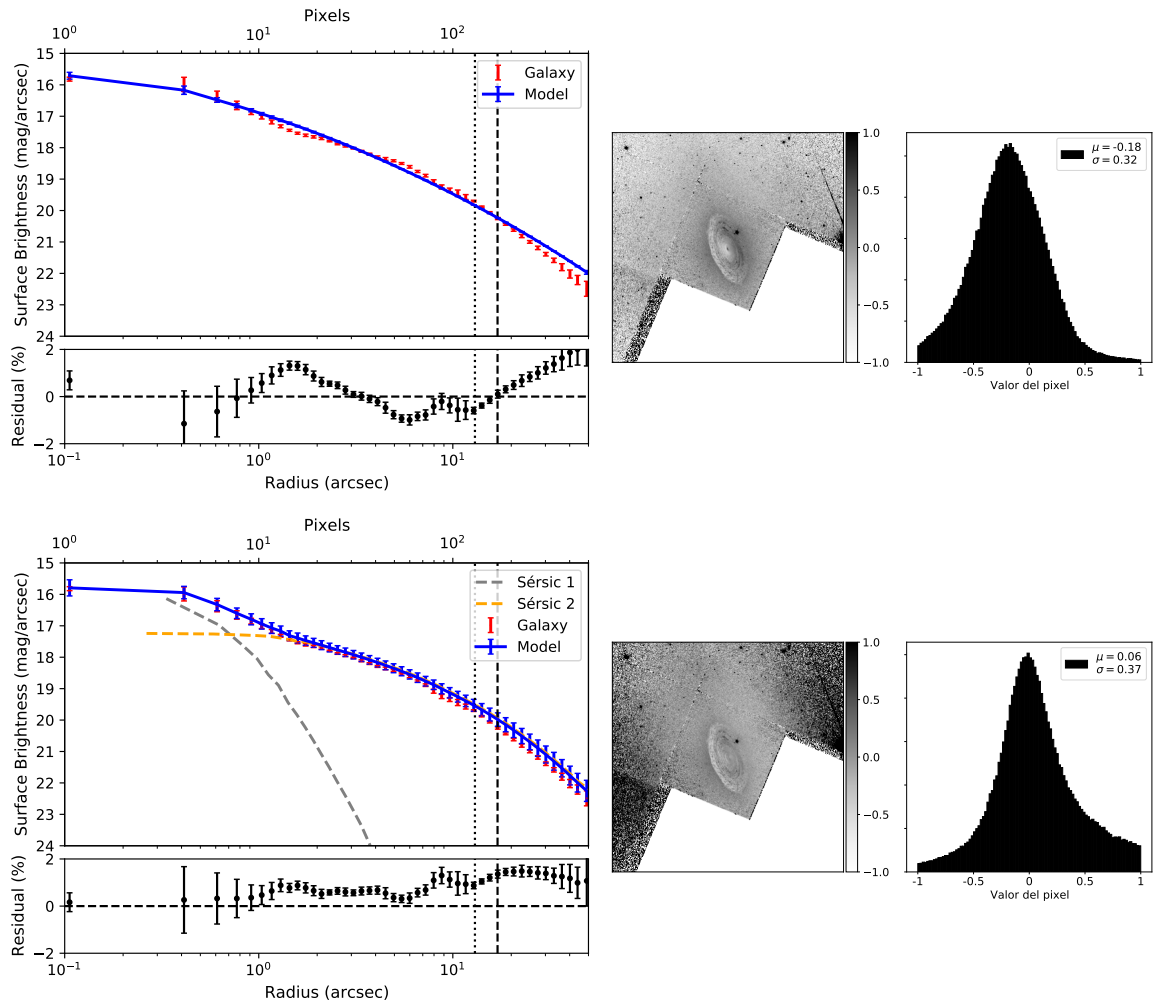 Pixels
10^0 10^1 10^2
15
16
17
18
19
20
21
22
23
24
Surface Brightness (mag/arcsec)
Galaxy
Model
2
0
−2
Residual (%)
10^−1 10^0 10^1
Radius (arcsec)
1.0
0.5
0.0
−0.5
−1.0
μ = -0.18
σ = 0.32
-1 -0.5 0 0.5 1
Valor del pixel
Pixels
10^0 10^1 10^2
15
16
17
18
19
20
21
22
23
24
Surface Brightness (mag/arcsec)
Sérsic 1
Sérsic 2
Galaxy
Model
2
0
−2
Residual (%)
10^−1 10^0 10^1
Radius (arcsec)
1.0
0.5
0.0
−0.5
−1.0
μ = 0.06
σ = 0.37
-1 -0.5 0 0.5 1
Valor del pixel